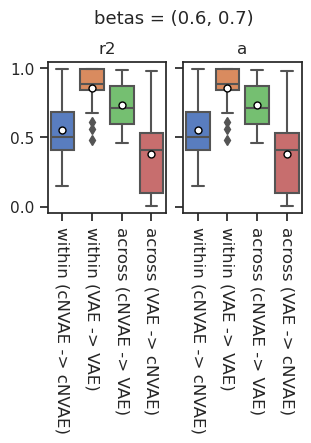 betas = (0.6, 0.7)
r2
a
1.0
0.5
0.0
within (cNVAE -> cNVAE)
within (VAE -> VAE)
across (cNVAE -> VAE)
across (VAE -> cNVAE)
within (cNVAE -> cNVAE)
within (VAE -> VAE)
across (cNVAE -> VAE)
across (VAE -> cNVAE)